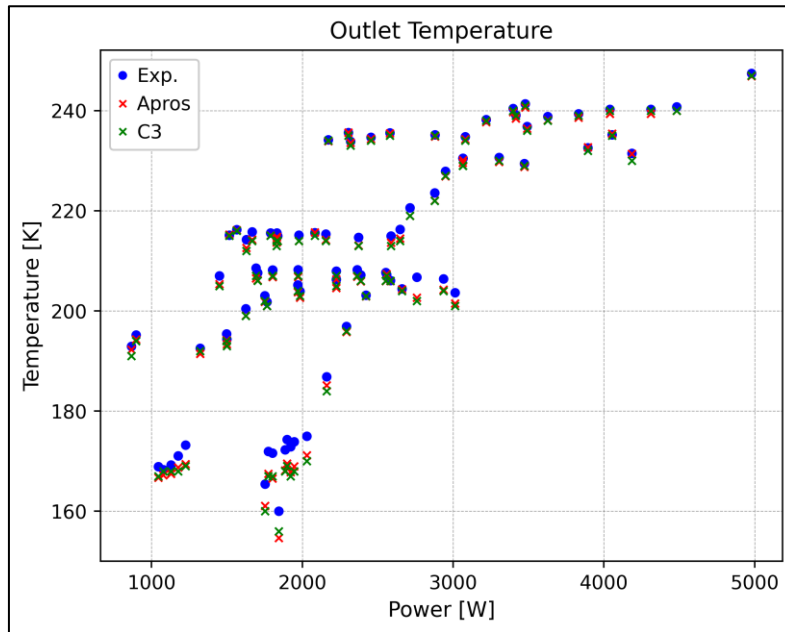 Outlet Temperature
Exp.
Apros
C3
Temperature [K]
240
220
200
180
160
1000
2000
3000
4000
5000
Power [W]